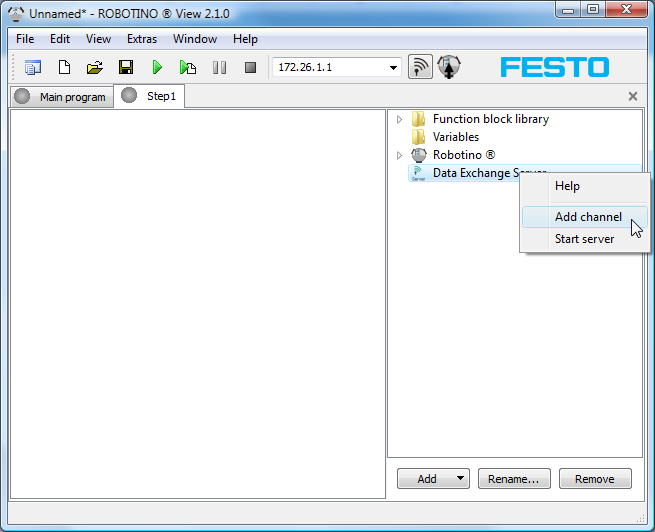 Unnamed* - ROBOTINO ® View 2.1.0
File Edit View Extras Window Help
172.26.1.1
FESTO
Main program Step1
Function block library
Variables
Robotino ®
Data Exchange Server
Server
Help
Add channel
Start server
Add Rename... Remove